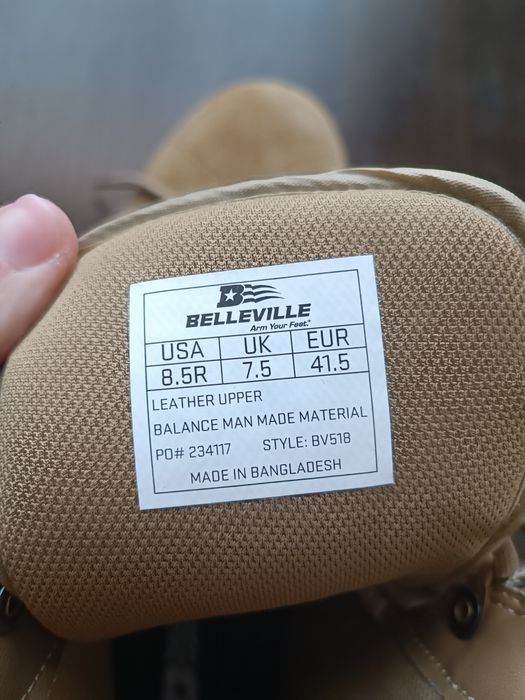 B
BELLEVILLE
Arm Your Feet.®
USA UK EUR
8.5R 7.5 41.5
LEATHER UPPER
BALANCE MAN MADE MATERIAL
PO# 234117 STYLE: BV518
MADE IN BANGLADESH